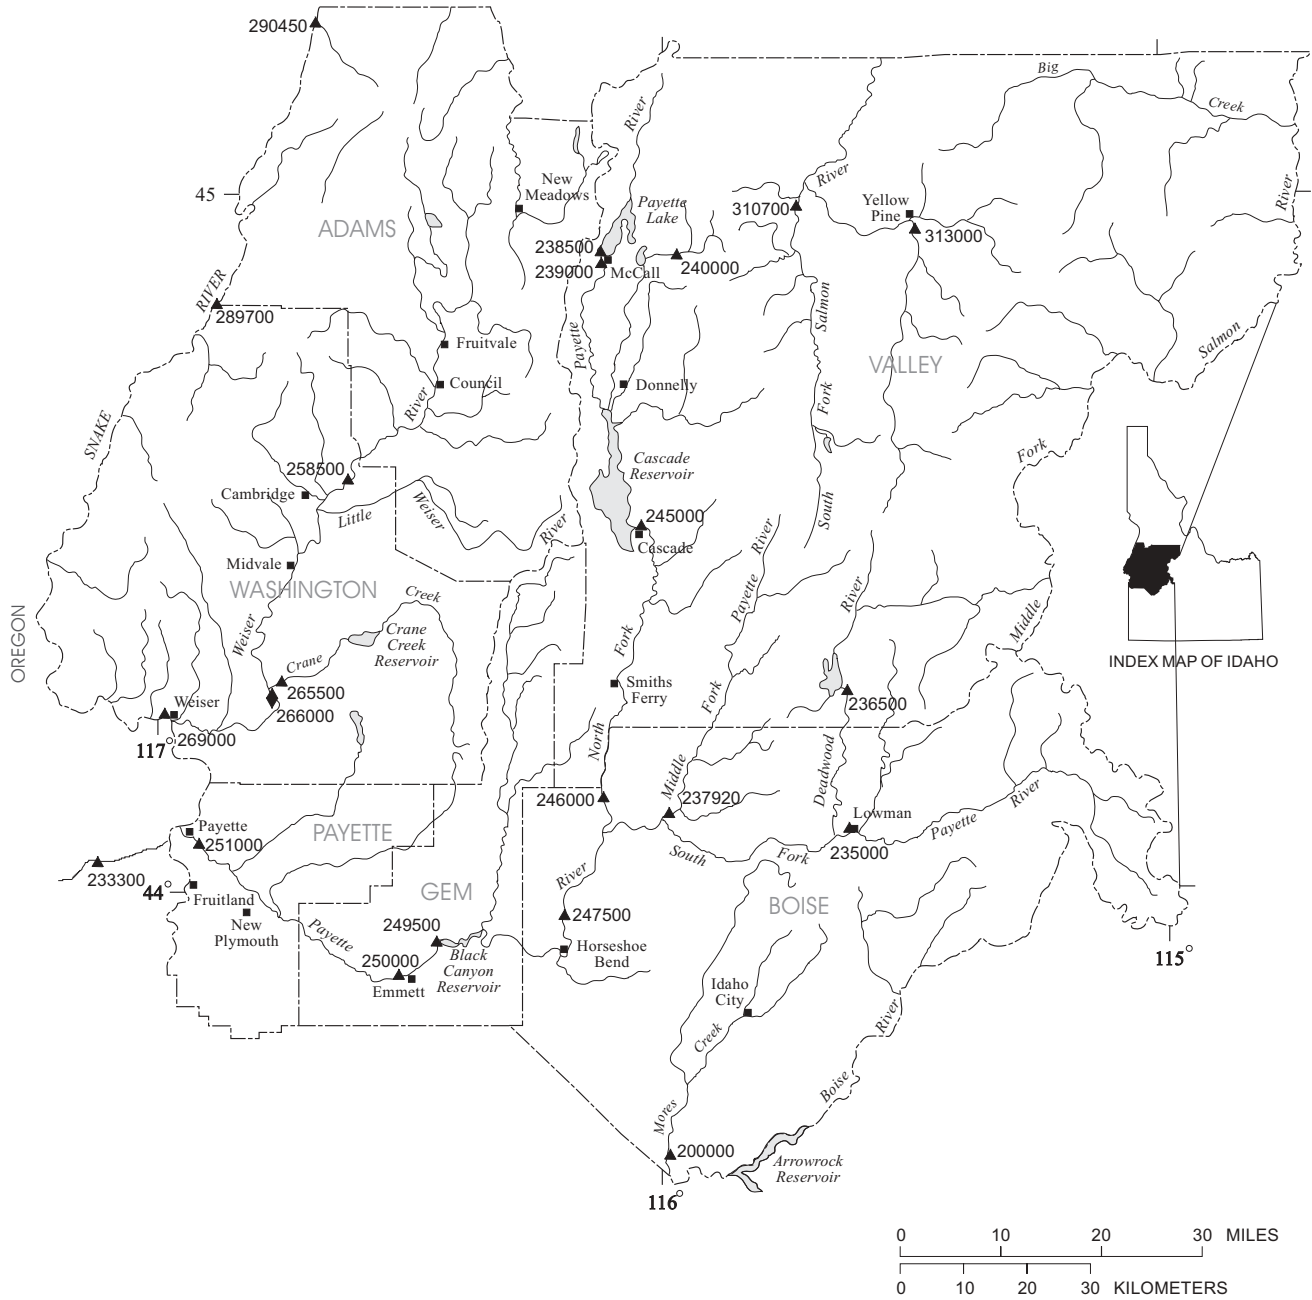 290450
Big
Creek
River
45
New
Meadows
Payette
Lake
River
Yellow
Pine
River
310700
313000
ADAMS
238500
239000
McCall
240000
RIVER
289700
Salmon
Salmon
Fruitvale
Payette
VALLEY
Council
Donnelly
River
Fork
SNAKE
Fork
258500
Cascade
Reservoir
Cambridge
Little
Weiser
River
South
245000
Cascade
River
Midvale
WASHINGTON
Creek
Payette
River
Middle
OREGON
Weiser
Crane
Creek
Reservoir
Fork
Crane
INDEX MAP OF IDAHO
265500
266000
Smiths
Ferry
Fork
236500
Weiser
269000
117°
North
Middle
Deadwood
River
246000
237920
Payette
251000
PAYETTE
Lowman
Payette
235000
South
Fork
233300
44°
Fruitland
New
Plymouth
GEM
River
BOISE
249500
247500
Payette
250000
Emmett
Black
Canyon
Reservoir
Horseshoe
Bend
115°
Idaho
City
Creek
River
Boise
Mores
200000
Arrowrock
Reservoir
116°
0 10 20 30 MILES
0 10 20 30 KILOMETERS